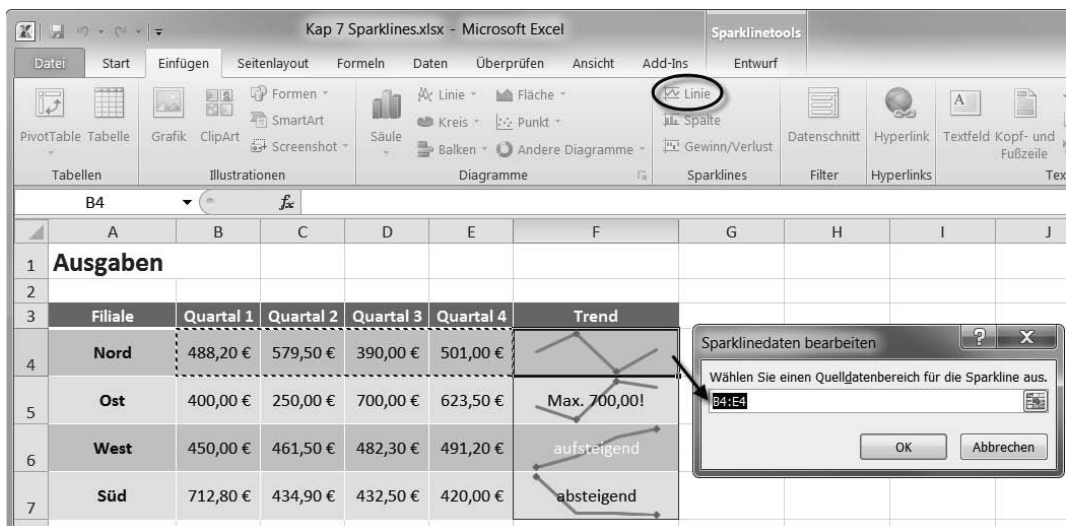 Kap 7 Sparklines.xlsx - Microsoft Excel
Sparklinetools
Datei Start Einfügen Seitenlayout Formeln Daten Überprüfen Ansicht Add-Ins Entwurf
PivotTable Tabelle Grafik ClipArt Formen SmartArt Screenshot Säule Linie Kreis Balken Fläche Punkt Andere Diagramme Linie Spalte Gewinn/Verlust Datenschnitt Hyperlink Textfeld Kopf- und Fußzeile
Tabellen Illustrationen Diagramme Sparklines Filter Hyperlinks Tex
B4 fx
A B C D E F G H I J
1 Ausgaben
2
3 Filiale Quartal 1 Quartal 2 Quartal 3 Quartal 4 Trend
4 Nord 488,20 € 579,50 € 390,00 € 501,00 €
5 Ost 400,00 € 250,00 € 700,00 € 623,50 € Max. 700,00!
6 West 450,00 € 461,50 € 482,30 € 491,20 € aufsteigend
7 Süd 712,80 € 434,90 € 432,50 € 420,00 € absteigend
Sparklinedaten bearbeiten ? X
Wählen Sie einen Quelldatenbereich für die Sparkline aus.
B4:E4
OK Abbrechen